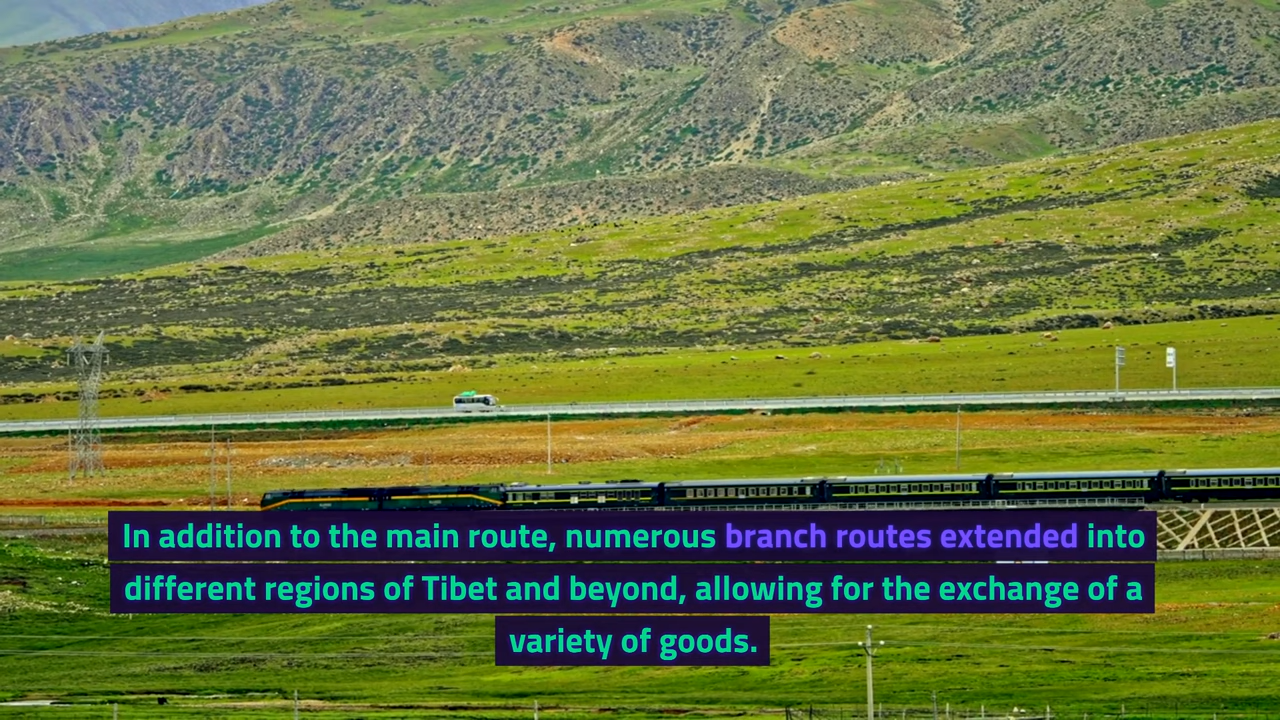 In addition to the main route, numerous branch routes extended into
different regions of Tibet and beyond, allowing for the exchange of a
variety of goods.